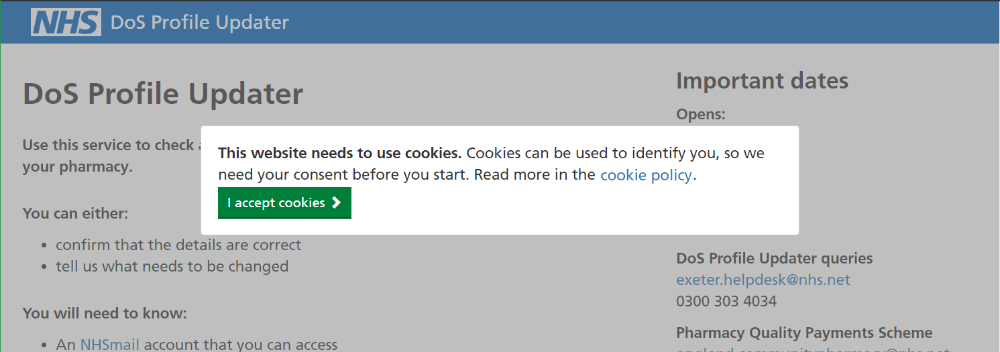 NHS DoS Profile Updater
DoS Profile Updater
Use this service to check
your pharmacy.
You can either:
• confirm that the details are correct
• tell us what needs to be changed
You will need to know:
• An NHSmail account that you can access
This website needs to use cookies. Cookies can be used to identify you, so we
need your consent before you start. Read more in the cookie policy.
I accept cookies
Important dates
Opens:
DoS Profile Updater queries
exeter.helpdesk@nhs.net
0300 303 4034
Pharmacy Quality Payments Scheme